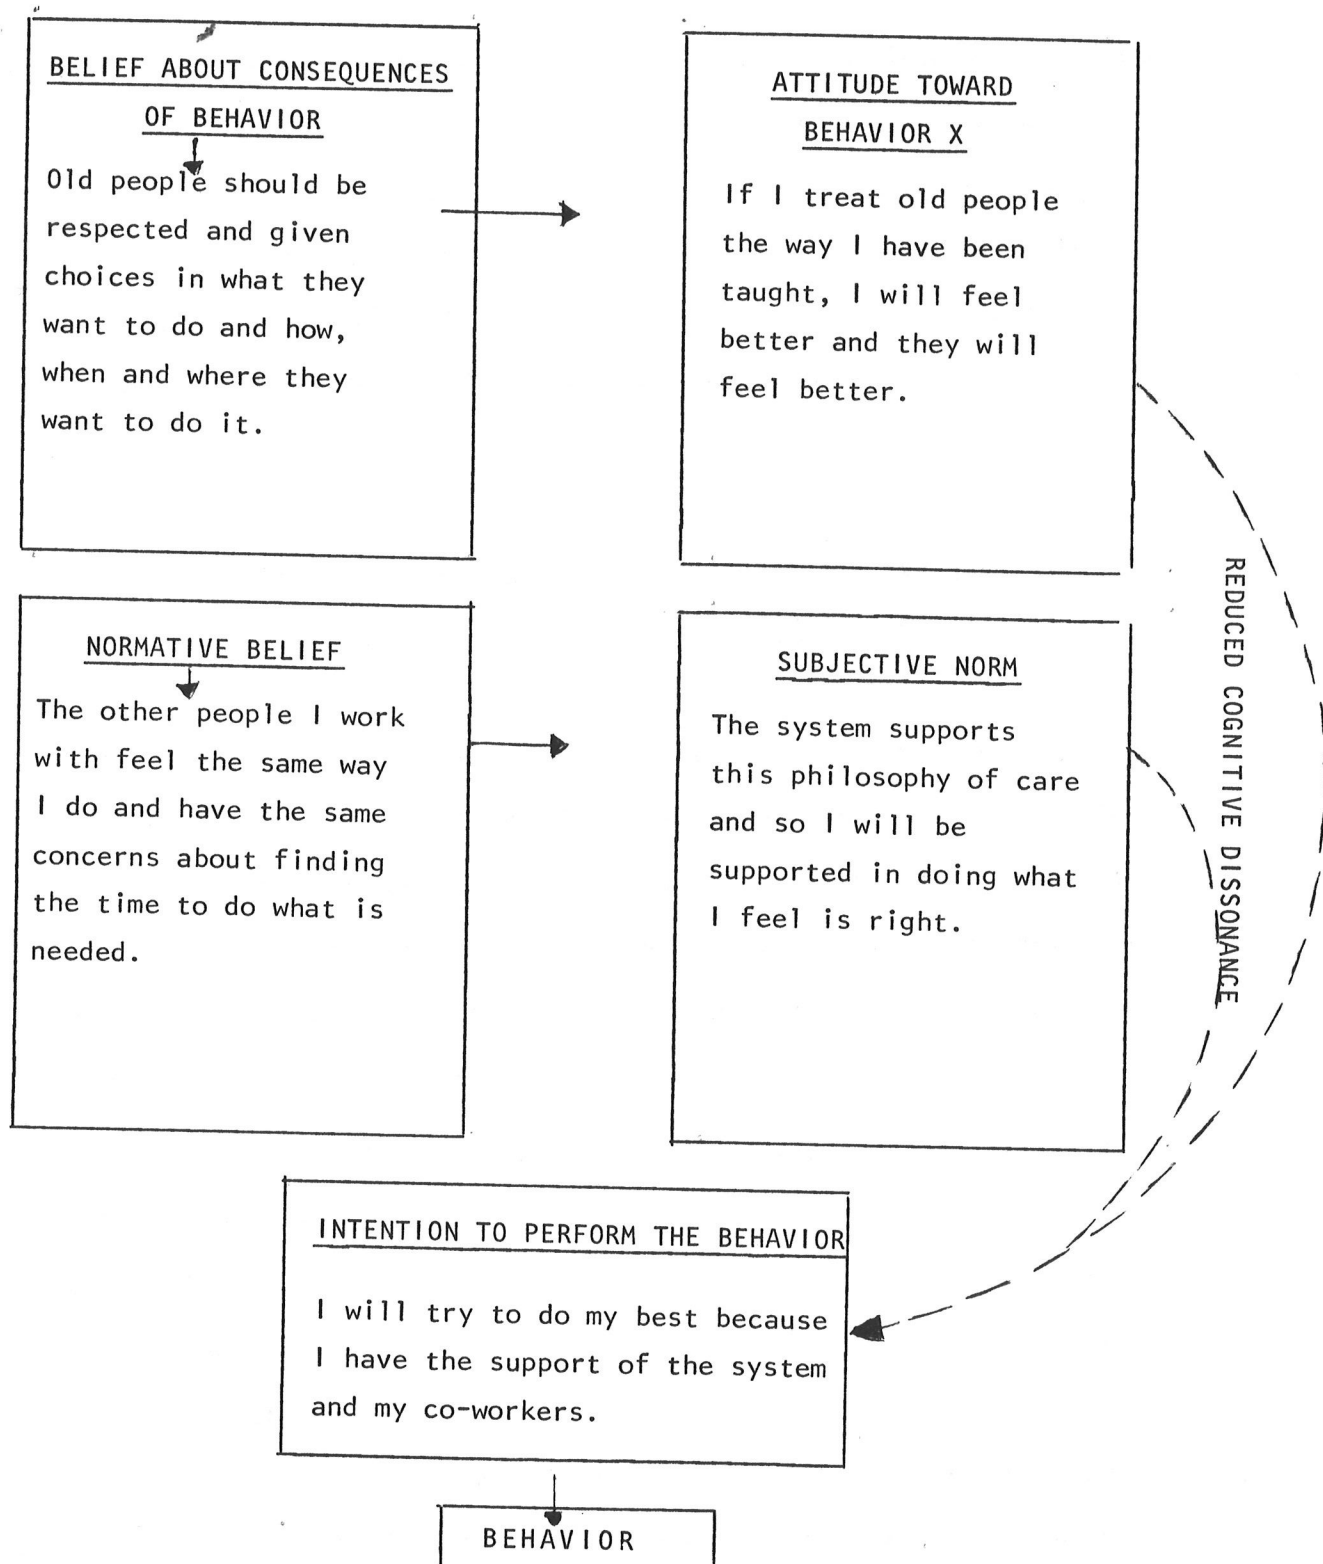 BELIEF ABOUT CONSEQUENCES
OF BEHAVIOR
Old people should be
respected and given
choices in what they
want to do and how,
when and where they
want to do it.
ATTITUDE TOWARD
BEHAVIOR X
If I treat old people
the way I have been
taught, I will feel
better and they will
feel better.
NORMATIVE BELIEF
The other people I work
with feel the same way
I do and have the same
concerns about finding
the time to do what is
needed.
SUBJECTIVE NORM
The system supports
this philosophy of care
and so I will be
supported in doing what
I feel is right.
REDUCED COGNITIVE DISSONANCE
INTENTION TO PERFORM THE BEHAVIOR
I will try to do my best because
I have the support of the system
and my co-workers.
BEHAVIOR